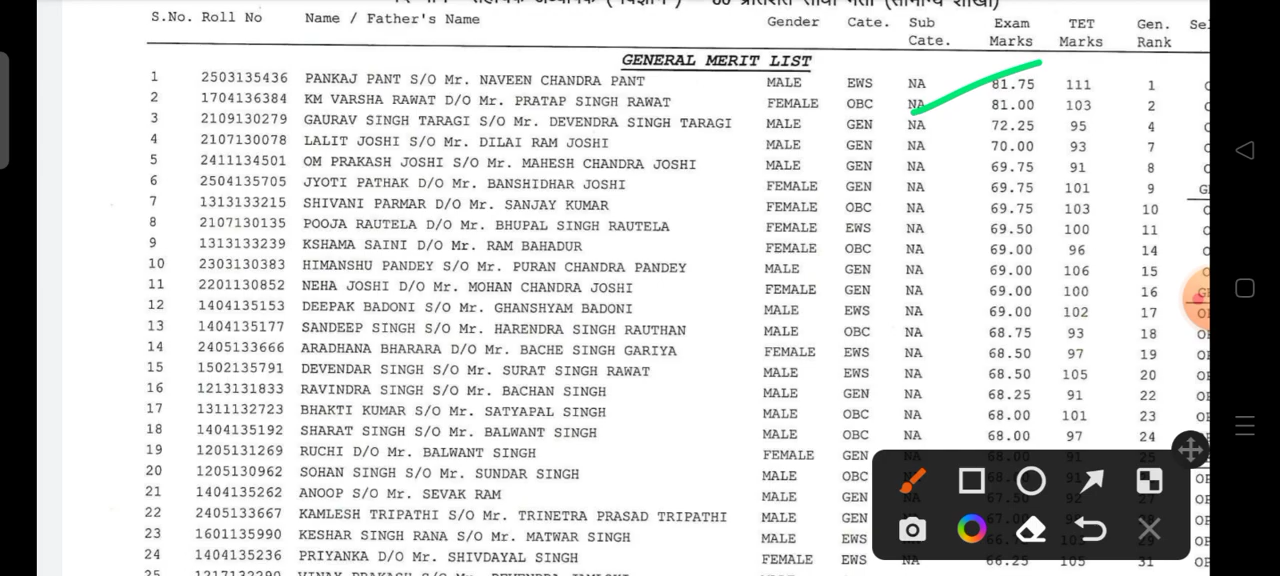 सहायक अध्यापक ( विज्ञान ) (सामान्य शाखा)
S.No. Roll No Name / Father's Name Gender Cate. Sub Cate. Exam Marks TET Marks Gen. Rank
GENERAL MERIT LIST
1 2503135436 PANKAJ PANT S/O Mr. NAVEEN CHANDRA PANT MALE EWS NA 81.75 111 1
2 1704136384 KM VARSHA RAWAT D/O Mr. PRATAP SINGH RAWAT FEMALE OBC NA 81.00 103 2
3 2109130279 GAURAV SINGH TARAGI S/O Mr. DEVENDRA SINGH TARAGI MALE GEN NA 72.25 95 4
4 2107130078 LALIT JOSHI S/O Mr. DILAI RAM JOSHI MALE GEN NA 70.00 93 7
5 2411134501 OM PRAKASH JOSHI S/O Mr. MAHESH CHANDRA JOSHI MALE GEN NA 69.75 91 8
6 2504135705 JYOTI PATHAK D/O Mr. BANSHIDHAR JOSHI FEMALE GEN NA 69.75 101 9
7 1313133215 SHIVANI PARMAR D/O Mr. SANJAY KUMAR FEMALE OBC NA 69.75 103 10
8 2107130135 POOJA RAUTELA D/O Mr. BHUPAL SINGH RAUTELA FEMALE EWS NA 69.50 100 11
9 1313133239 KSHAMA SAINI D/O Mr. RAM BAHADUR FEMALE OBC NA 69.00 96 14
10 2303130383 HIMANSHU PANDEY S/O Mr. PURAN CHANDRA PANDEY MALE GEN NA 69.00 106 15
11 2201130852 NEHA JOSHI D/O Mr. MOHAN CHANDRA JOSHI FEMALE GEN NA 69.00 100 16
12 1404135153 DEEPAK BADONI S/O Mr. GHANSHYAM BADONI MALE EWS NA 69.00 102 17
13 1404135177 SANDEEP SINGH S/O Mr. HARENDRA SINGH RAUTHAN MALE OBC NA 68.75 93 18
14 2405133666 ARADHANA BHARARA D/O Mr. BACHE SINGH GARIYA FEMALE EWS NA 68.50 97 19
15 1502135791 DEVENDAR SINGH S/O Mr. SURAT SINGH RAWAT MALE EWS NA 68.50 105 20
16 1213131833 RAVINDRA SINGH S/O Mr. BACHAN SINGH MALE GEN NA 68.25 91 22
17 1311132723 BHAKTI KUMAR S/O Mr. SATYAPAL SINGH MALE OBC NA 68.00 101 23
18 1404135192 SHARAT SINGH S/O Mr. BALWANT SINGH MALE OBC NA 68.00 97 24
19 1205131269 RUCHI D/O Mr. BALWANT SINGH FEMALE GEN NA 68.00 91 25
20 1205130962 SOHAN SINGH S/O Mr. SUNDAR SINGH MALE OBC
21 1404135262 ANOOP S/O Mr. SEVAK RAM MALE GEN
22 2405133667 KAMLESH TRIPATHI S/O Mr. TRINETRA PRASAD TRIPATHI MALE GEN
23 1601135990 KESHAR SINGH RANA S/O Mr. MATWAR SINGH MALE EWS
24 1404135236 PRIYANKA D/O Mr. SHIVDAYAL SINGH FEMALE EWS NA 66.25 105 31